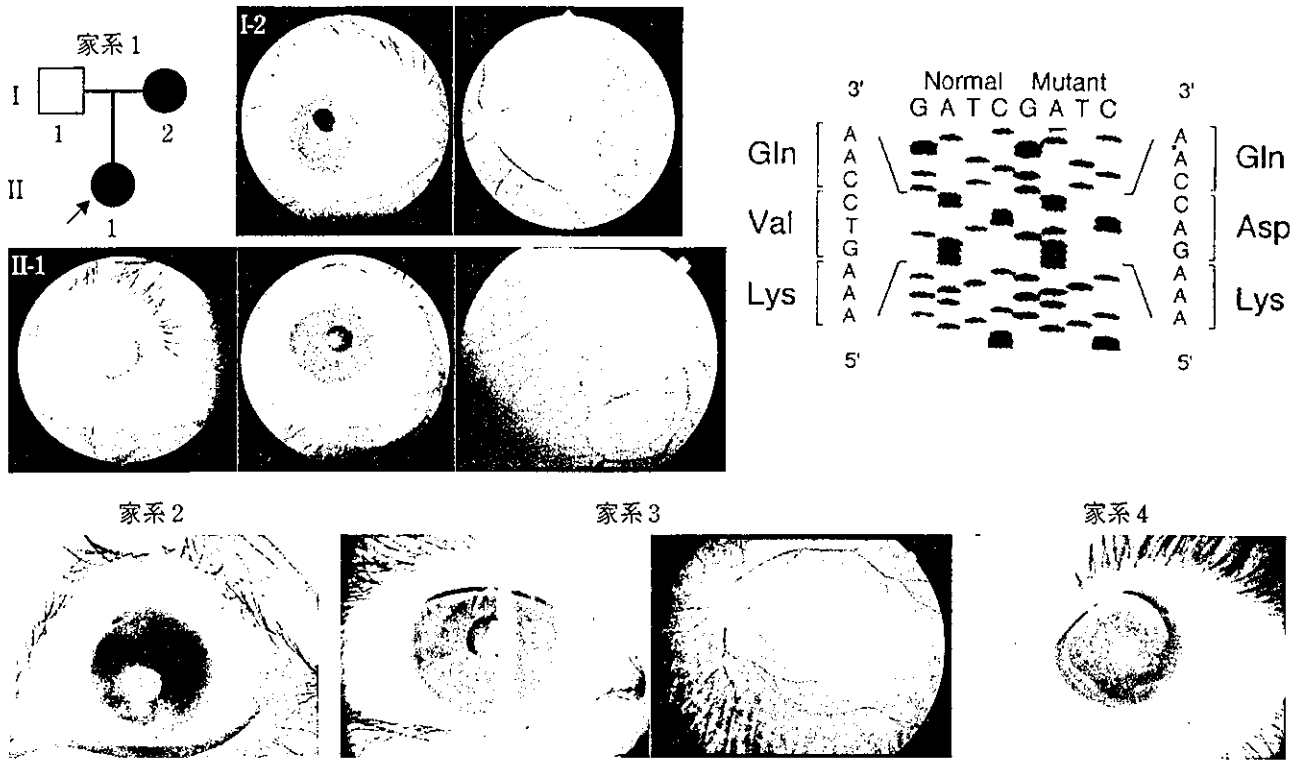 家系 1
I
1
2
II
1
I-2
II-1
Normal Mutant
G A T C G A T C
3'
Gln
Val
Lys
A
A
C
C
T
G
A
A
A
5'
3'
A
A
C
C
A
G
A
A
A
5'
Gln
Asp
Lys
家系 2
家系 3
家系 4